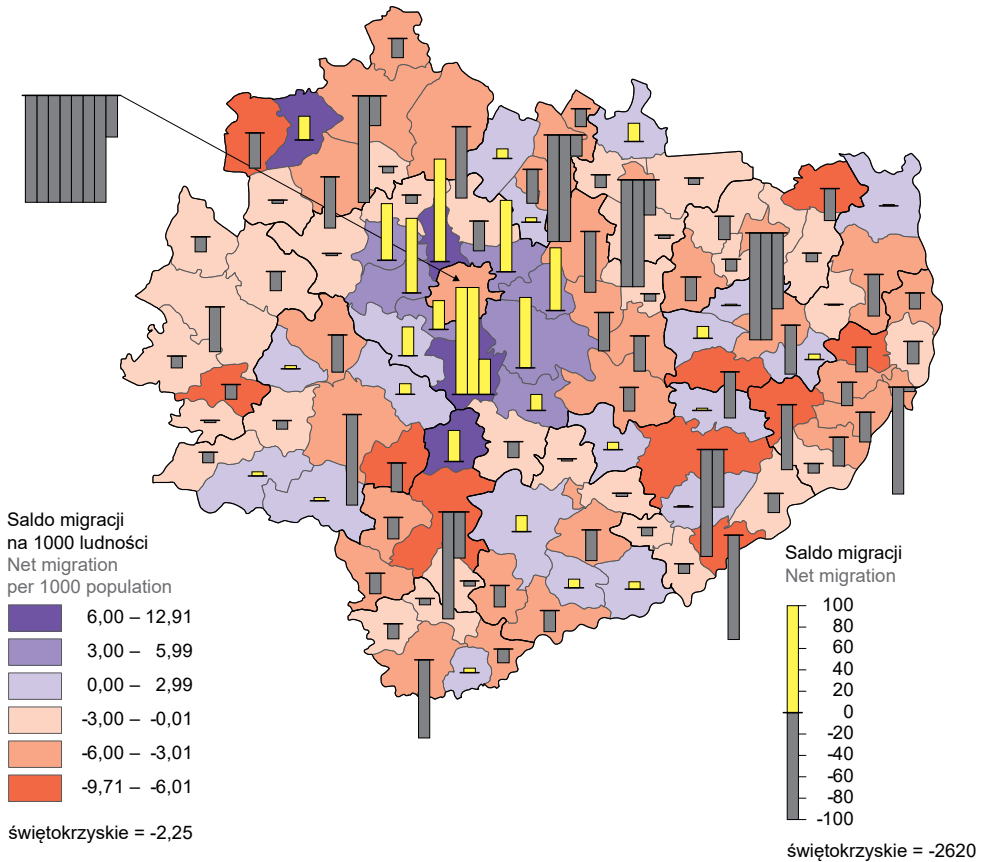 Saldo migracji
na 1000 ludności
Net migration
per 1000 population
6,00 – 12,91
3,00 – 5,99
0,00 – 2,99
-3,00 – -0,01
-6,00 – -3,01
-9,71 – -6,01
świętokrzyskie = -2,25
Saldo migracji
Net migration
100
80
60
40
20
0
-20
-40
-60
-80
-100
świętokrzyskie = -2620